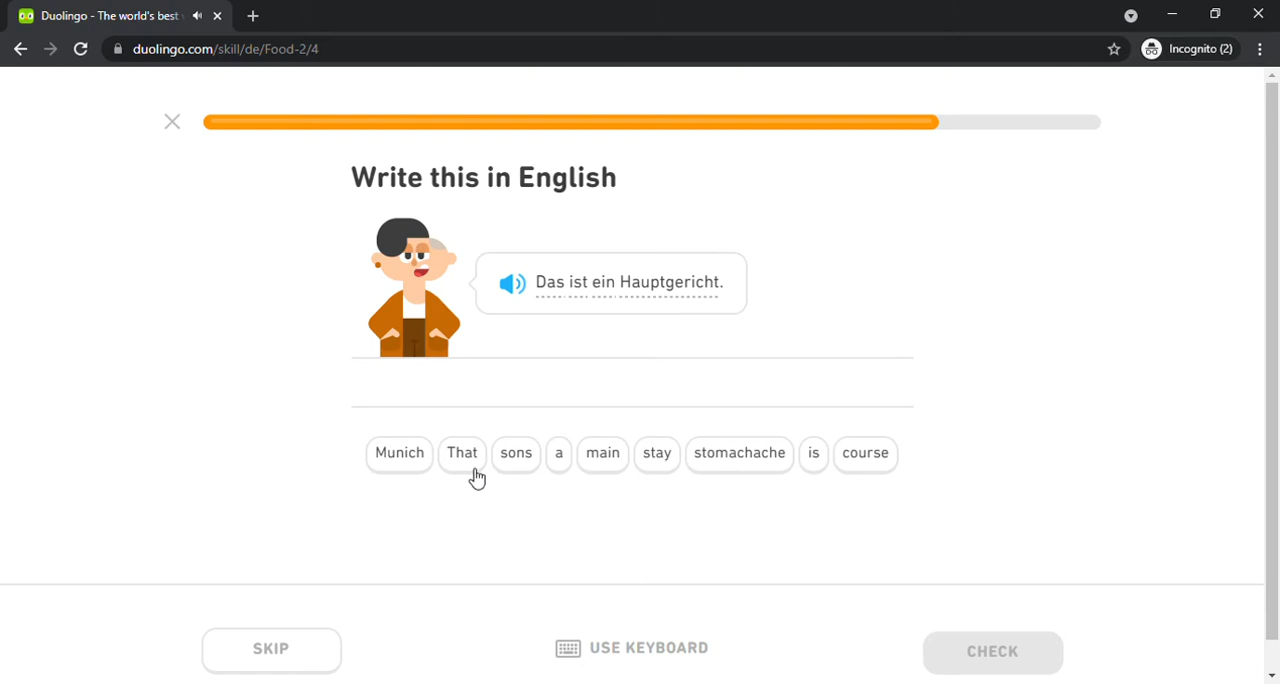 Duolingo - The world's best
duolingo.com/skill/de/Food-2/4
Incognito (2)
Write this in English
Das ist ein Hauptgericht.
Munich That sons a main stay stomachache is course
SKIP
USE KEYBOARD
CHECK